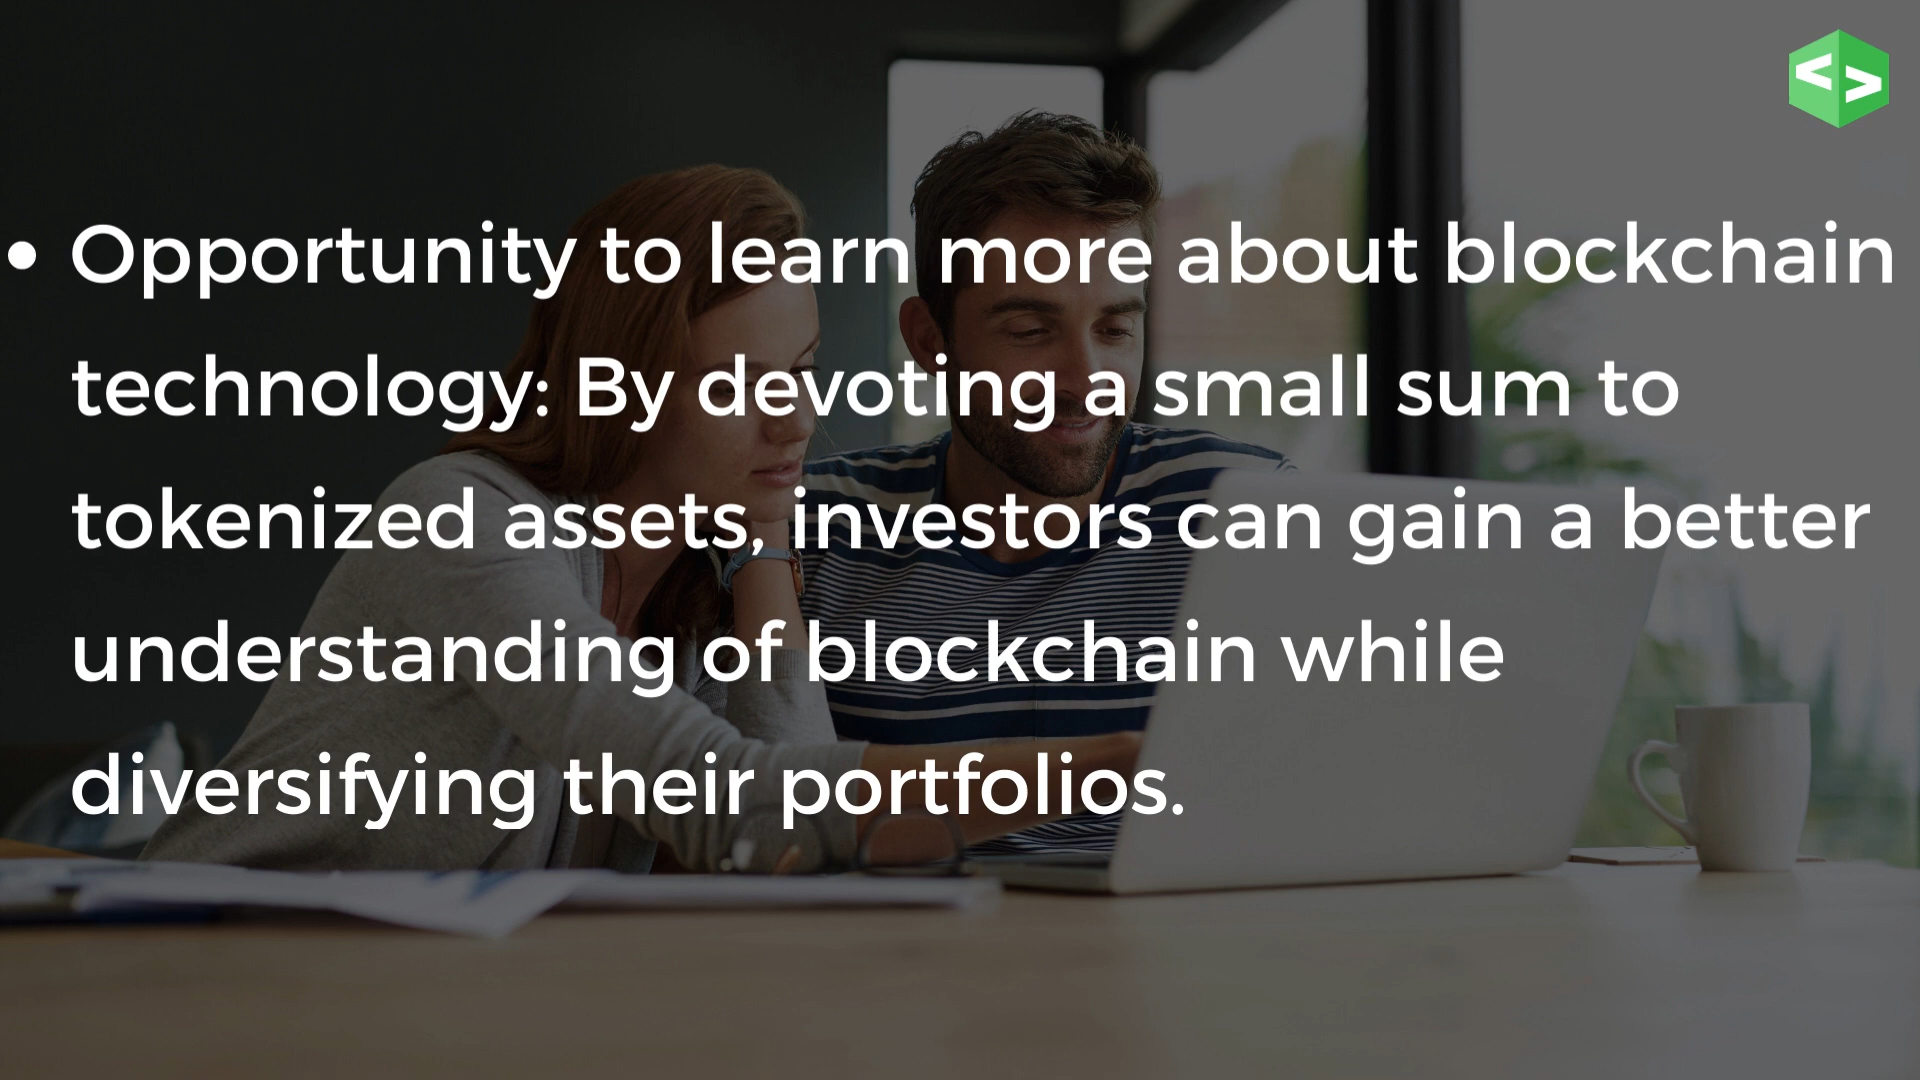 • Opportunity to learn more about blockchain
technology: By devoting a small sum to
tokenized assets, investors can gain a better
understanding of blockchain while
diversifying their portfolios.